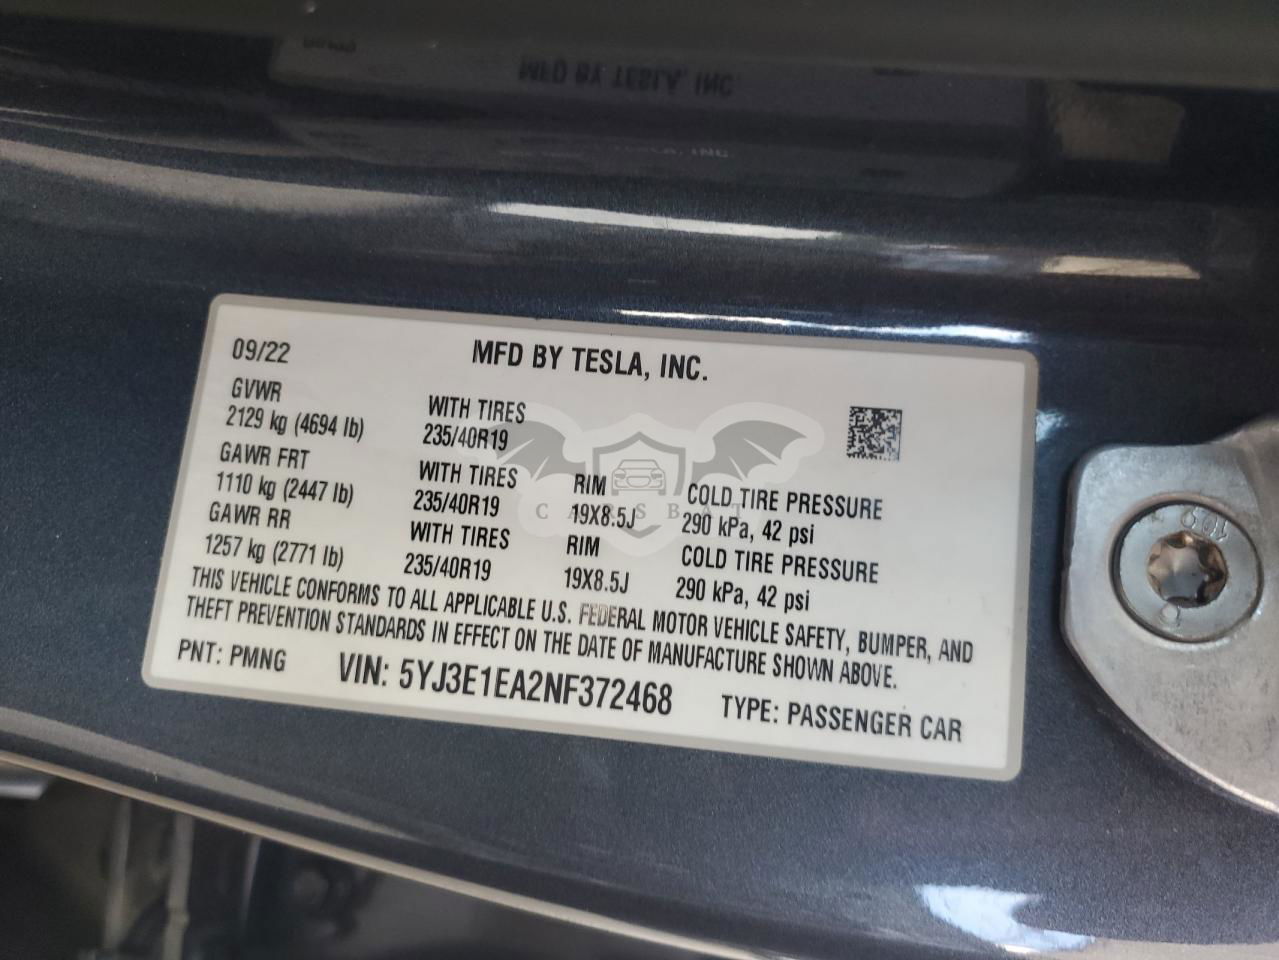 09/22
MFD BY TESLA, INC.
GVWR
2129 kg (4694 lb)
WITH TIRES
235/40R19
GAWR FRT
1110 kg (2447 lb)
WITH TIRES
235/40R19
RIM
19X8.5J
COLD TIRE PRESSURE
290 kPa, 42 psi
GAWR RR
1257 kg (2771 lb)
WITH TIRES
235/40R19
RIM
19X8.5J
COLD TIRE PRESSURE
290 kPa, 42 psi
THIS VEHICLE CONFORMS TO ALL APPLICABLE U.S. FEDERAL MOTOR VEHICLE SAFETY, BUMPER, AND
THEFT PREVENTION STANDARDS IN EFFECT ON THE DATE OF MANUFACTURE SHOWN ABOVE.
PNT: PMNG
VIN: 5YJ3E1EA2NF372468
TYPE: PASSENGER CAR
CARSBAT
MFD BY TESLA, INC.